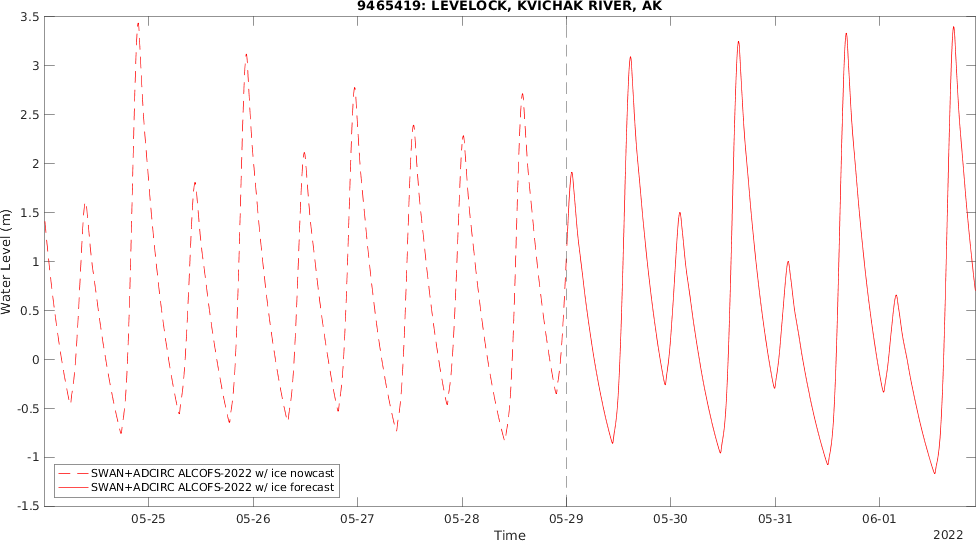 9465419: LEVELOCK, KVICHAK RIVER, AK
3.5
3
2.5
2
1.5
1
0.5
0
-0.5
-1
-1.5
Water Level (m)
SWAN+ADCIRC ALCOFS-2022 w/ ice nowcast
SWAN+ADCIRC ALCOFS-2022 w/ ice forecast
05-25 05-26 05-27 05-28 05-29 05-30 05-31 06-01
Time
2022